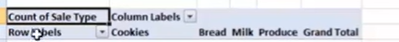 Count of Sale Type Column Labels
Row Labels Cookies Bread Milk Produce Grand Total